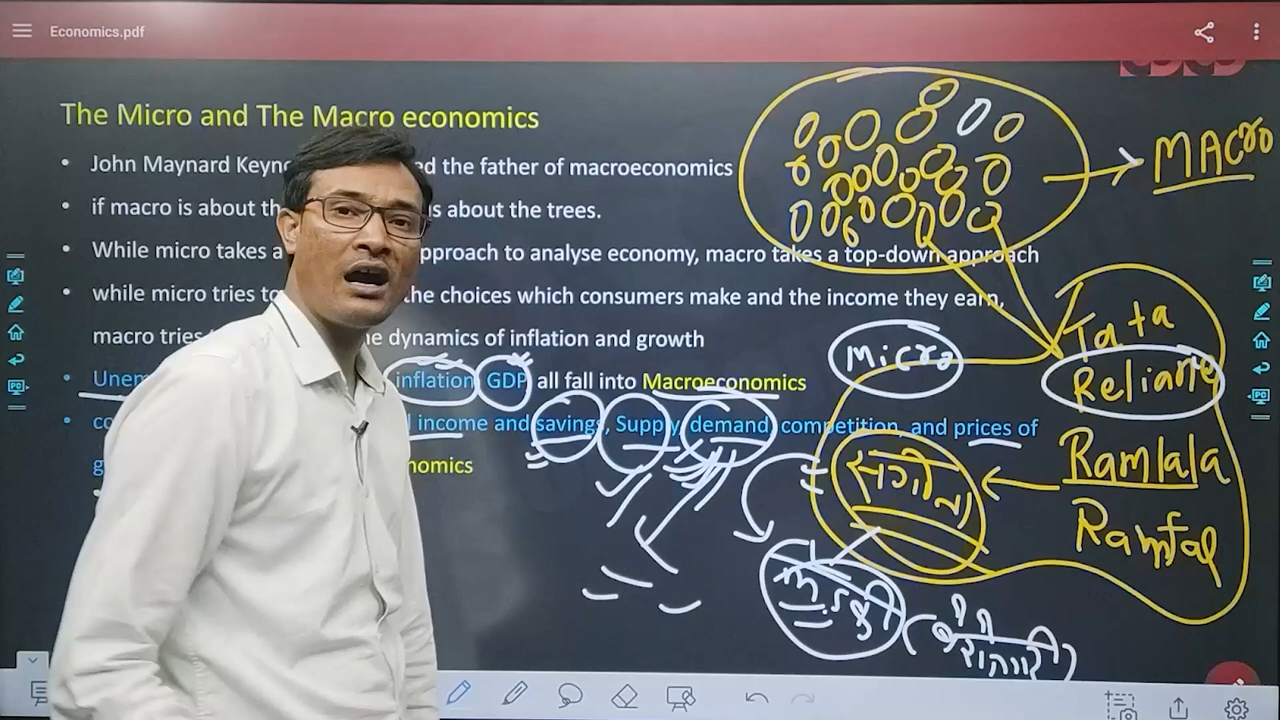 Economics.pdf
The Micro and The Macro economics
John Maynard Keyn ed the father of macroeconomics
if macro is about th s about the trees.
While micro takes a pproach to analyse economy, macro takes a top-down approach
while micro tries to the choices which consumers make and the income they earn,
macro tries e dynamics of inflation and growth
Unem inflation GDP all fall into Macroeconomics
co l income and savings, Supply, demand, competition, and prices of
g nomics
MACRO
Micro
Tata
Reliance
Ramlala
Ramfal